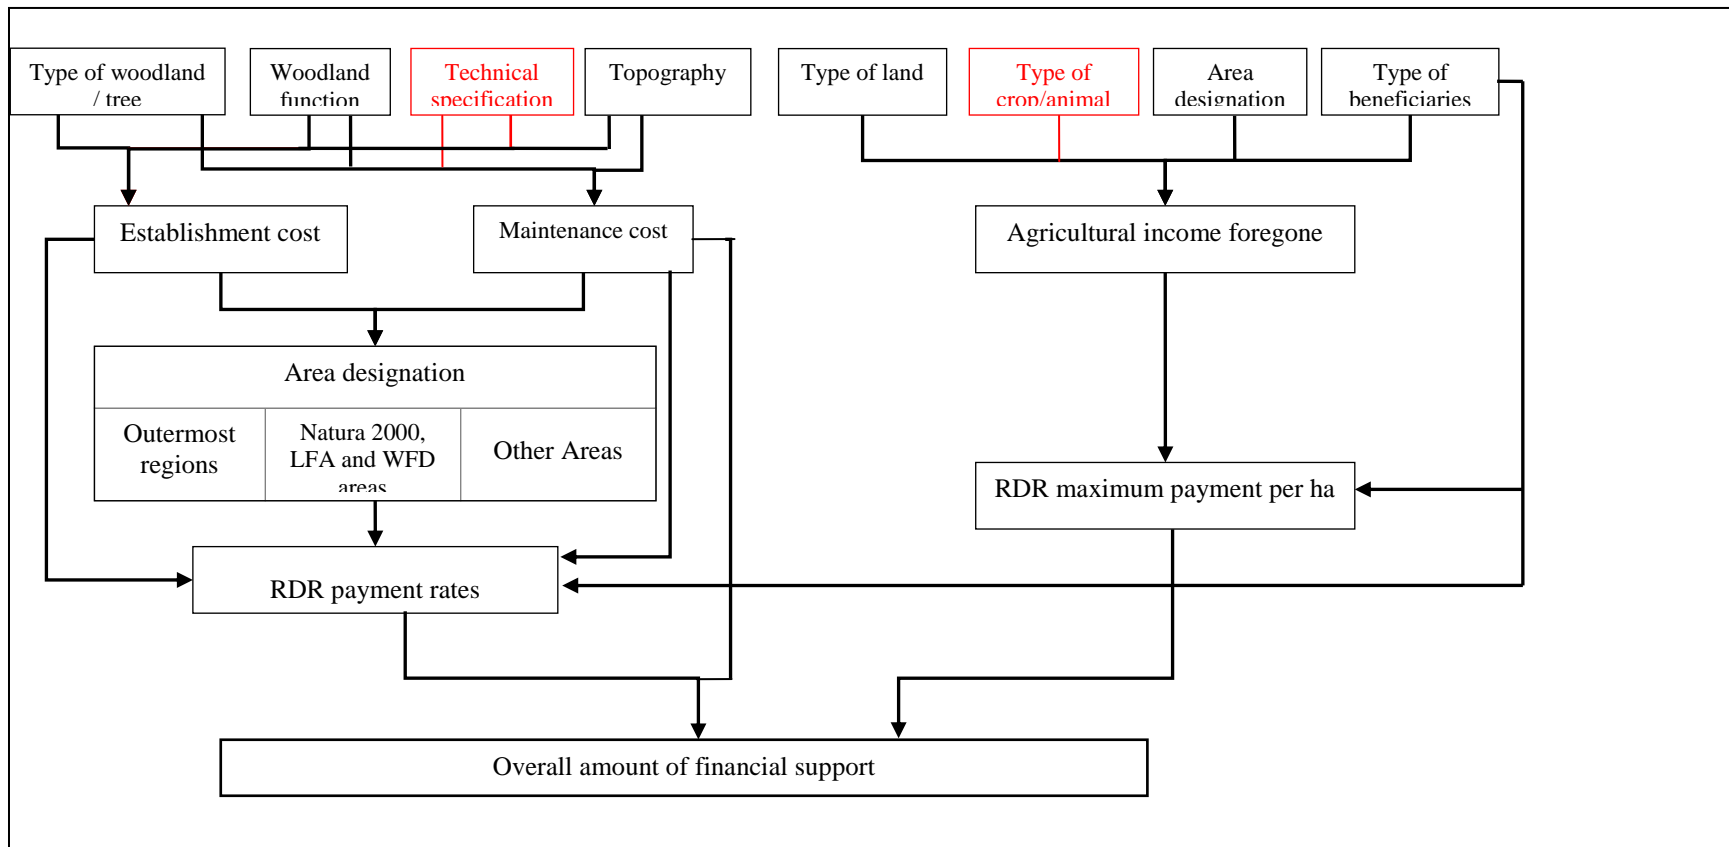 Type of woodland
/ tree
Woodland
function
Technical
specification
Topography
Type of land
Type of
crop/animal
Area
designation
Type of
beneficiaries
Establishment cost
Maintenance cost
Agricultural income foregone
Area designation
Outermost
regions
Natura 2000,
LFA and WFD
areas
Other Areas
RDR maximum payment per ha
RDR payment rates
Overall amount of financial support